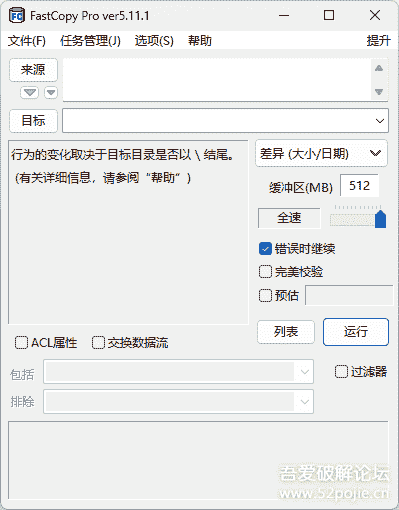 FC
FastCopy Pro ver5.11.1
文件(F) 任务管理(J) 选项(S) 帮助 提升
来源
目标
行为的变化取决于目标目录是否以 \ 结尾。
(有关详细信息，请参阅“帮助”)
差异 (大小/日期)
缓冲区(MB) 512
全速
错误时继续
完美校验
预估
列表 运行
ACL属性 交换数据流
包括
过滤器
排除
吾爱破解论坛
www.52pojie.cn